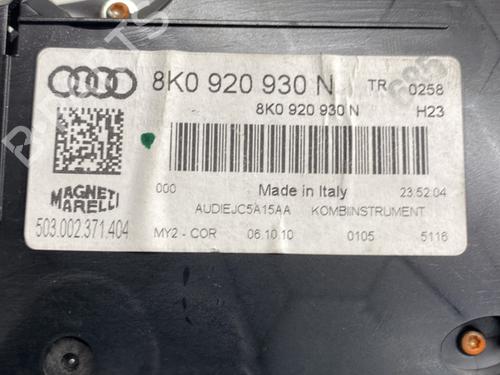 8K0 920 930 N TR 0258
8K0 920 930 N H23
000 Made in Italy 23:52:04
MAGNETI
MARELLI
AUDIEJC5A15AA KOMBIINSTRUMENT
503.002.371.404 MY2 - COR 06.10.10 0105 5116